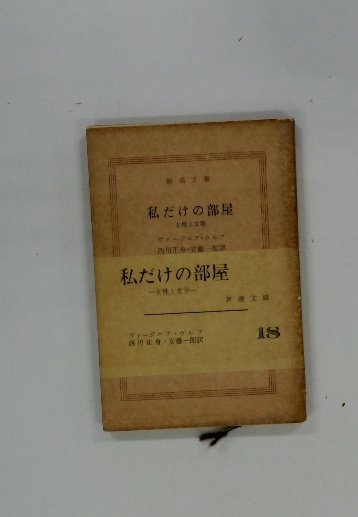 新潮文庫
私だけの部屋
女性と文学
ヴァージニア・ウルフ
西川正身・安藤一郎訳
私だけの部屋
—女性と文学—
新潮文庫
ヴァージニア・ウルフ
西川正身・安藤一郎訳
18